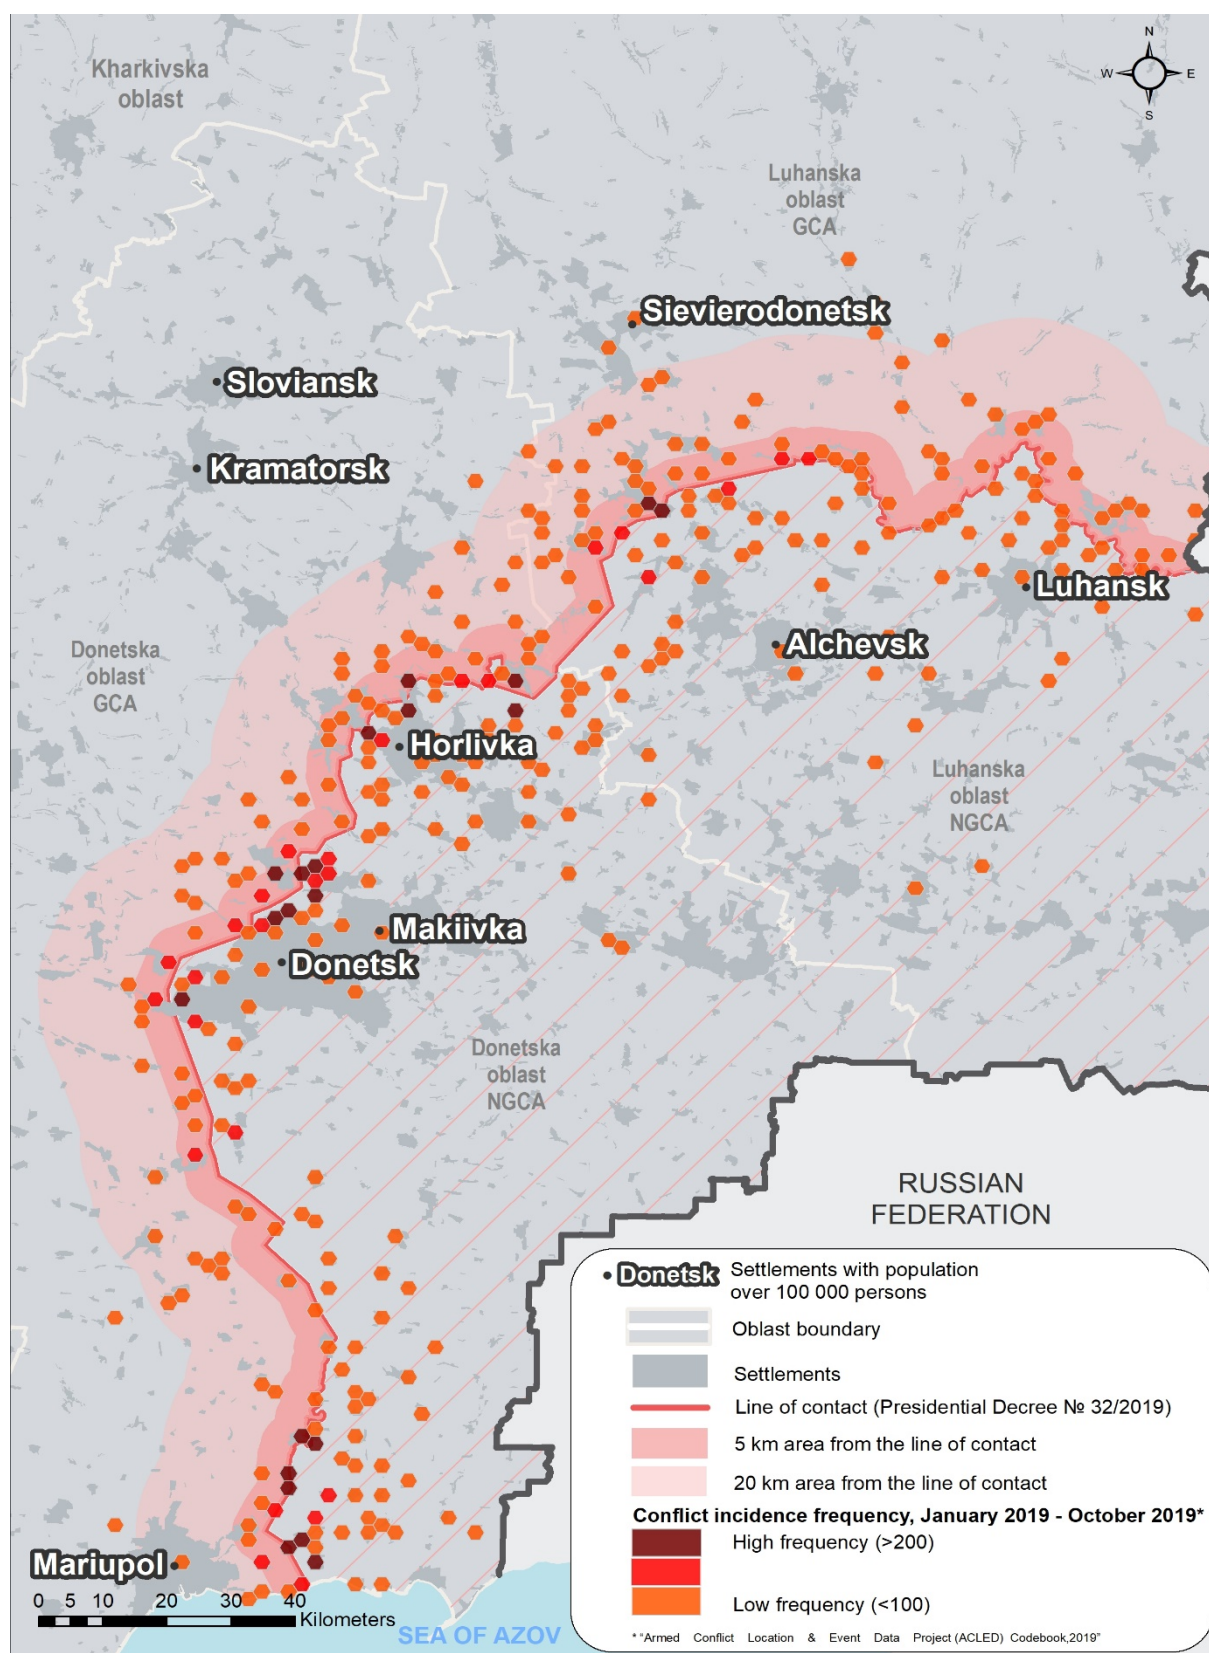 N
W
E
S
Kharkivska
oblast
Luhanska
oblast
GCA
Sievierodonetsk
Sloviansk
Kramatorsk
Luhansk
Alchevsk
Donetska
oblast
GCA
Horlivka
Luhanska
oblast
NGCA
Makiivka
Donetsk
Donetska
oblast
NGCA
RUSSIAN
FEDERATION
Mariupol
0 5 10 20 30 40
Kilometers
SEA OF AZOV
Donetsk
Settlements with population
over 100 000 persons
Oblast boundary
Settlements
Line of contact (Presidential Decree № 32/2019)
5 km area from the line of contact
20 km area from the line of contact
Conflict incidence frequency, January 2019 - October 2019*
High frequency (>200)
Low frequency (<100)
* "Armed Conflict Location & Event Data Project (ACLED) Codebook,2019"